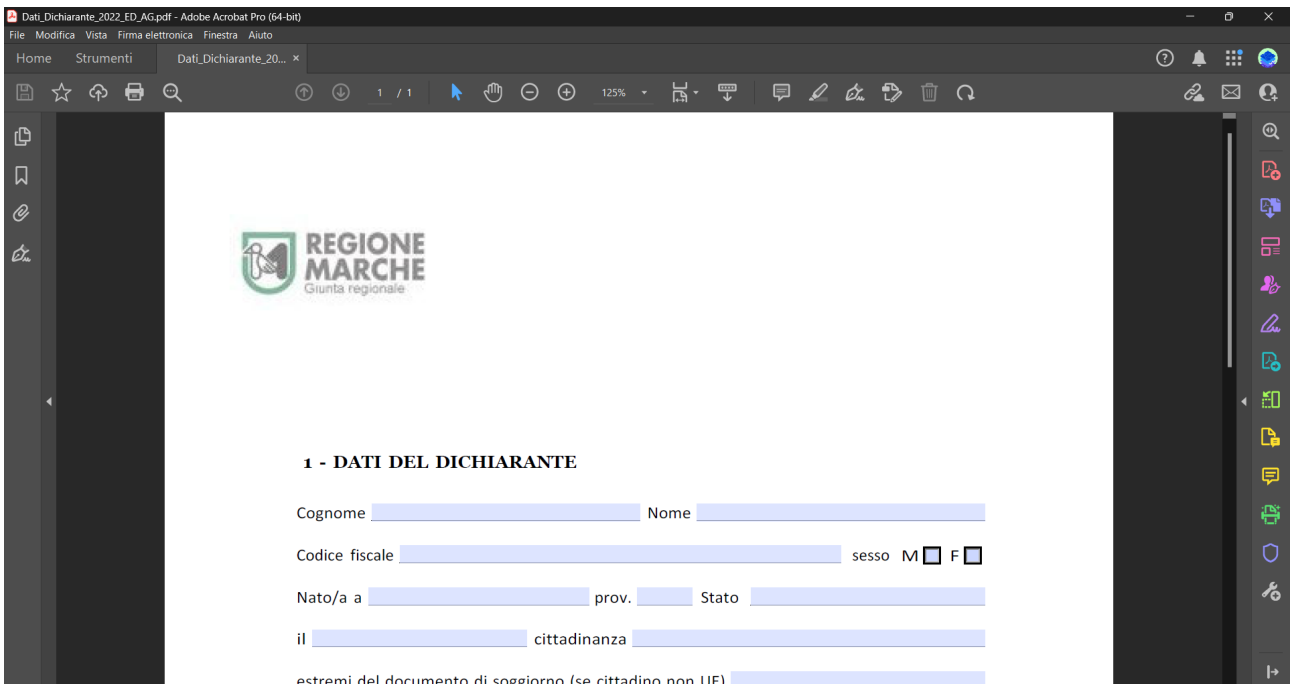 Dati_Dichiarante_2022_ED_AG.pdf - Adobe Acrobat Pro (64-bit)
File Modifica Vista Firma elettronica Finestra Aiuto
Home Strumenti Dati_Dichiarante_20... ×
1 / 1 125%
REGIONE
MARCHE
Giunta regionale
1 - DATI DEL DICHIARANTE
Cognome Nome
Codice fiscale sesso M F
Nato/a a prov. Stato
il cittadinanza
estremi del documento di soggiorno (se cittadino non UE)